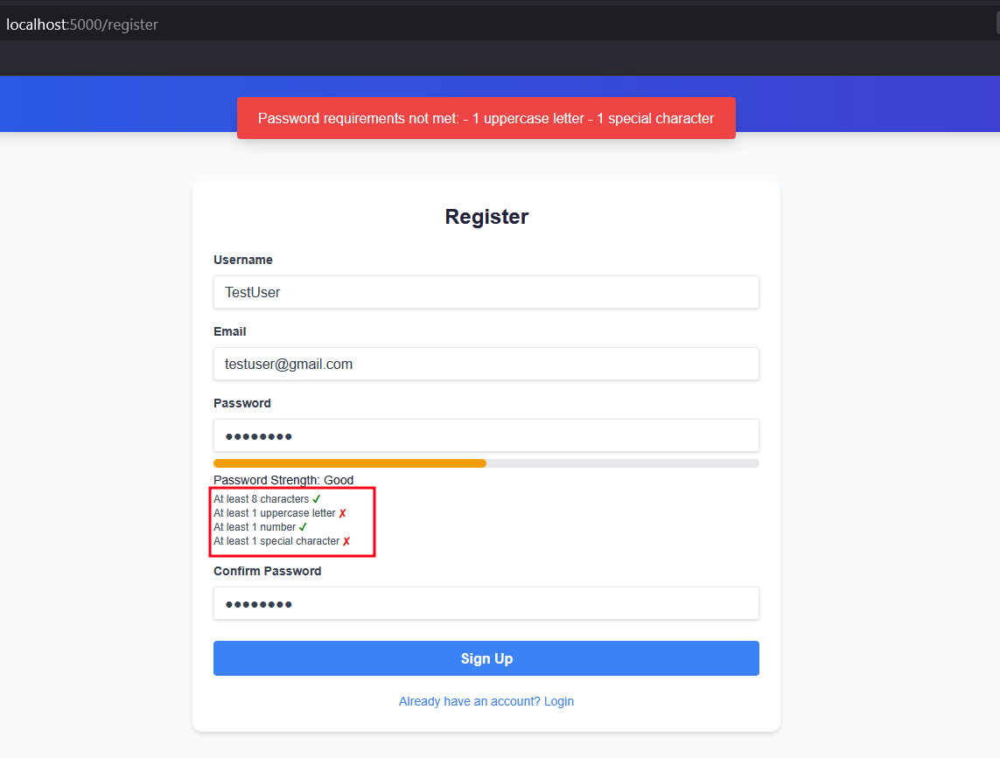 localhost:5000/register
Password requirements not met: - 1 uppercase letter - 1 special character
Register
Username
TestUser
Email
testuser@gmail.com
Password
●●●●●●●●
Password Strength: Good
At least 8 characters ✓
At least 1 uppercase letter ✗
At least 1 number ✓
At least 1 special character ✗
Confirm Password
●●●●●●●●
Sign Up
Already have an account? Login